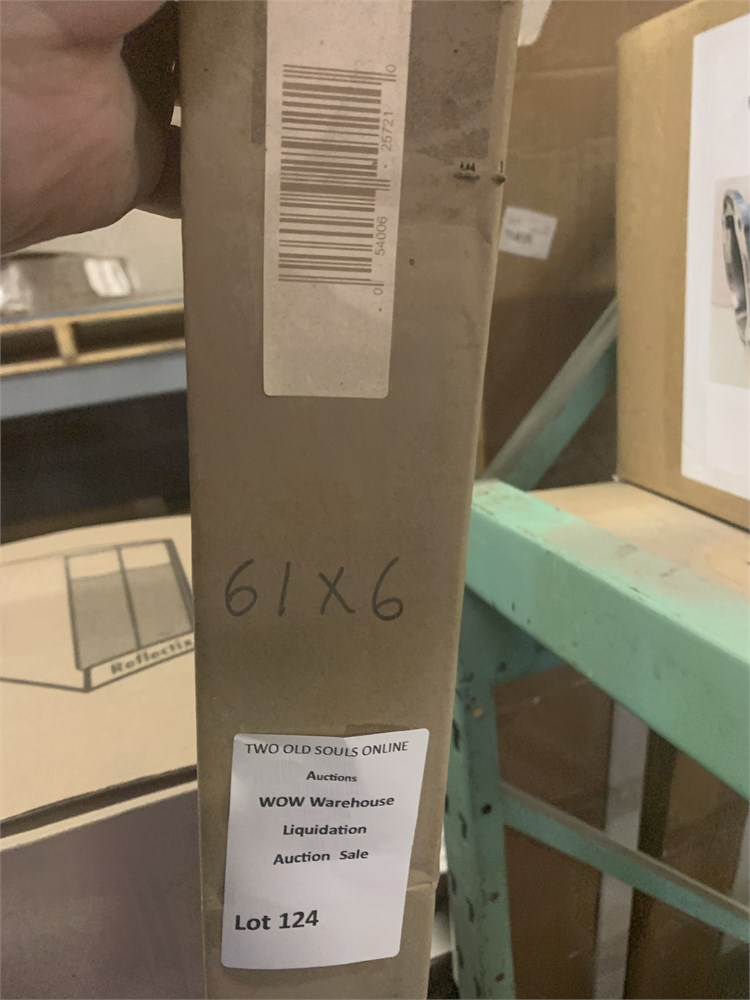 0 54006 25721 0
61X6
Reflectix
TWO OLD SOULS ONLINE
Auctions
WOW Warehouse
Liquidation
Auction Sale
Lot 124